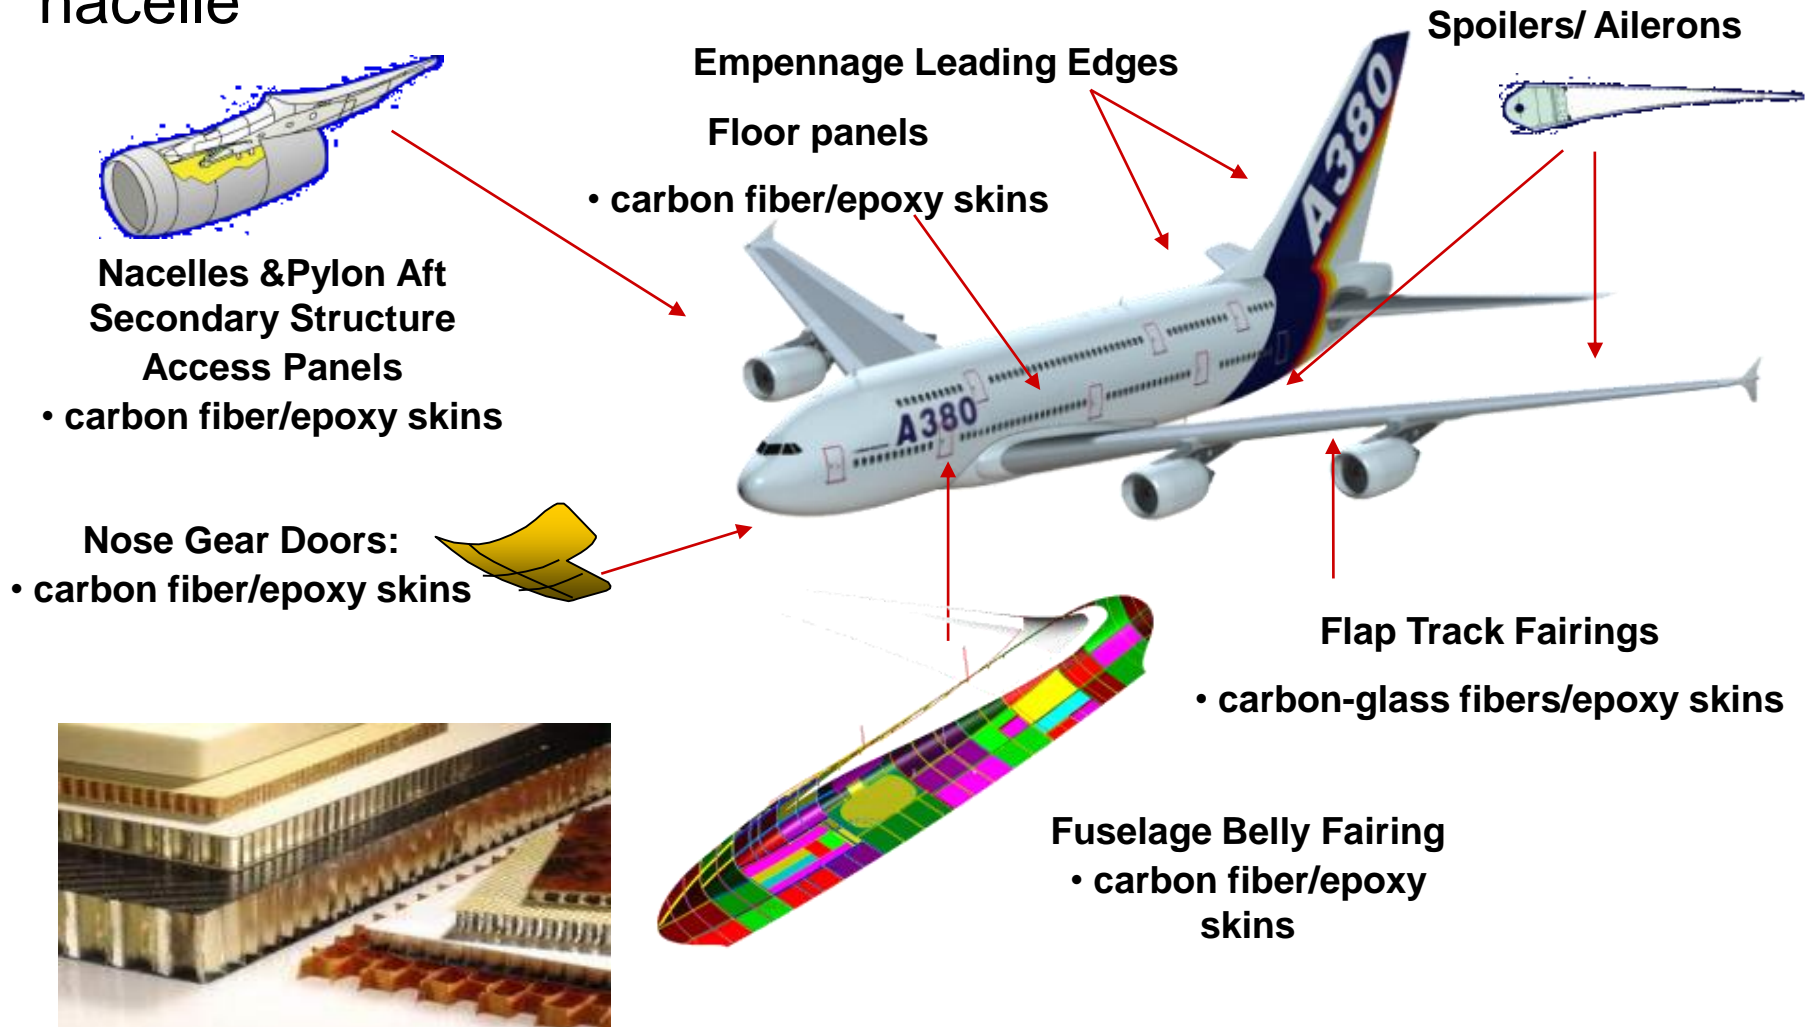 nacelle
Spoilers/ Ailerons
Empennage Leading Edges
Floor panels
• carbon fiber/epoxy skins
A380
Nacelles &Pylon Aft
Secondary Structure
Access Panels
• carbon fiber/epoxy skins
A380
Nose Gear Doors:
• carbon fiber/epoxy skins
Flap Track Fairings
• carbon-glass fibers/epoxy skins
Fuselage Belly Fairing
• carbon fiber/epoxy
skins